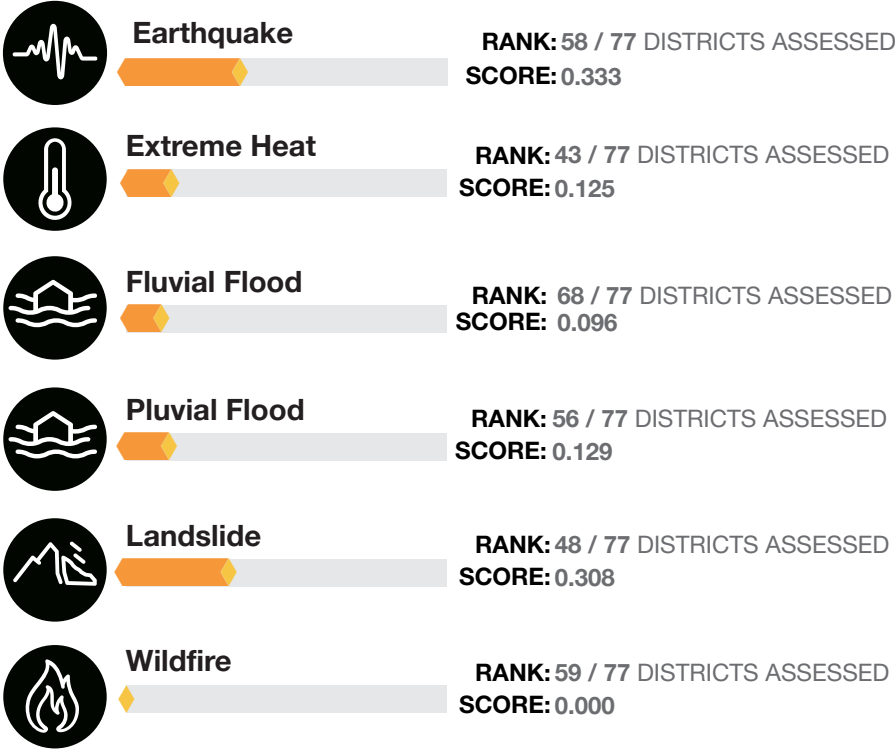 Earthquake
RANK: 58 / 77 DISTRICTS ASSESSED
SCORE: 0.333
Extreme Heat
RANK: 43 / 77 DISTRICTS ASSESSED
SCORE: 0.125
Fluvial Flood
RANK: 68 / 77 DISTRICTS ASSESSED
SCORE: 0.096
Pluvial Flood
RANK: 56 / 77 DISTRICTS ASSESSED
SCORE: 0.129
Landslide
RANK: 48 / 77 DISTRICTS ASSESSED
SCORE: 0.308
Wildfire
RANK: 59 / 77 DISTRICTS ASSESSED
SCORE: 0.000